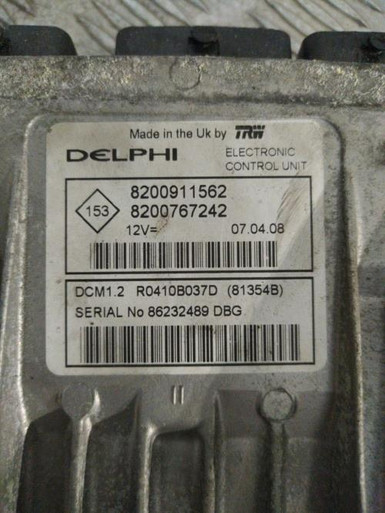 Made in the Uk by TRW
DELPHI ELECTRONIC CONTROL UNIT
153
8200911562
8200767242
12V= 07.04.08
DCM1.2 R0410B037D (81354B)
SERIAL No 86232489 DBG